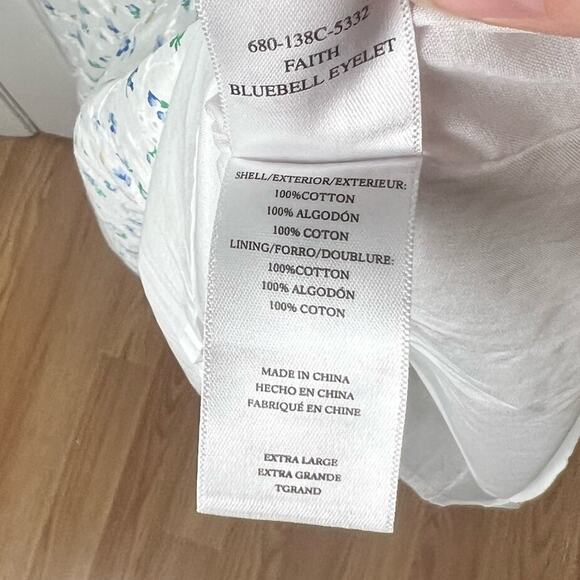 680-138C-5332
FAITH
BLUEBELL EYELET
SHELL/EXTERIOR/EXTERIEUR:
100%COTTON
100% ALGODÓN
100% COTON
LINING/FORRO/DOUBLURE:
100%COTTON
100% ALGODÓN
100% COTON
MADE IN CHINA
HECHO EN CHINA
FABRIQUÉ EN CHINE
EXTRA LARGE
EXTRA GRANDE
TGRAND